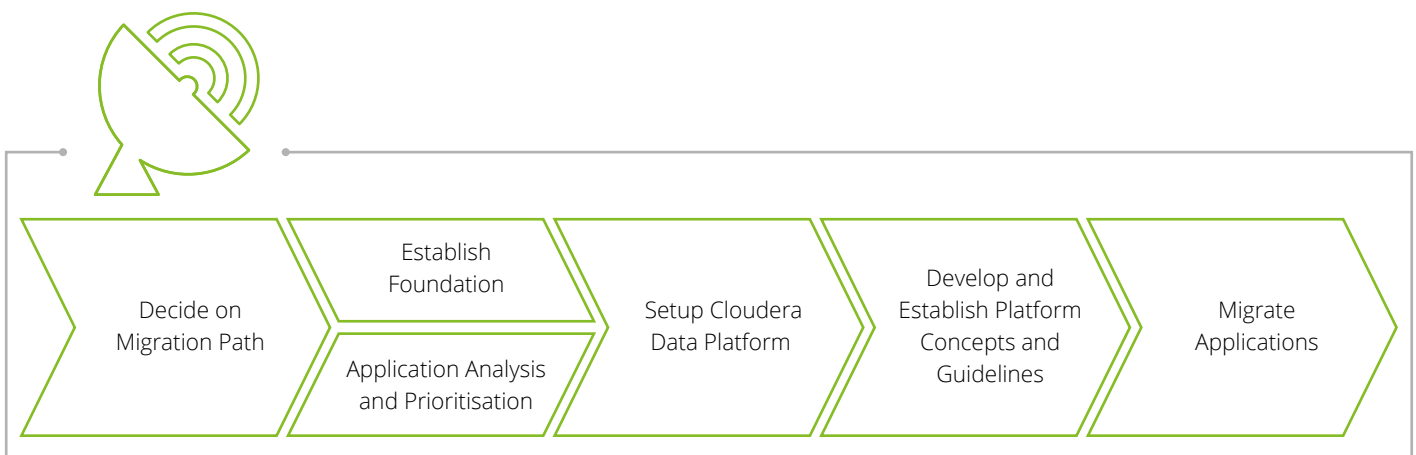 Decide on
Migration Path
Establish
Foundation
Application Analysis
and Prioritisation
Setup Cloudera
Data Platform
Develop and
Establish Platform
Concepts and
Guidelines
Migrate
Applications